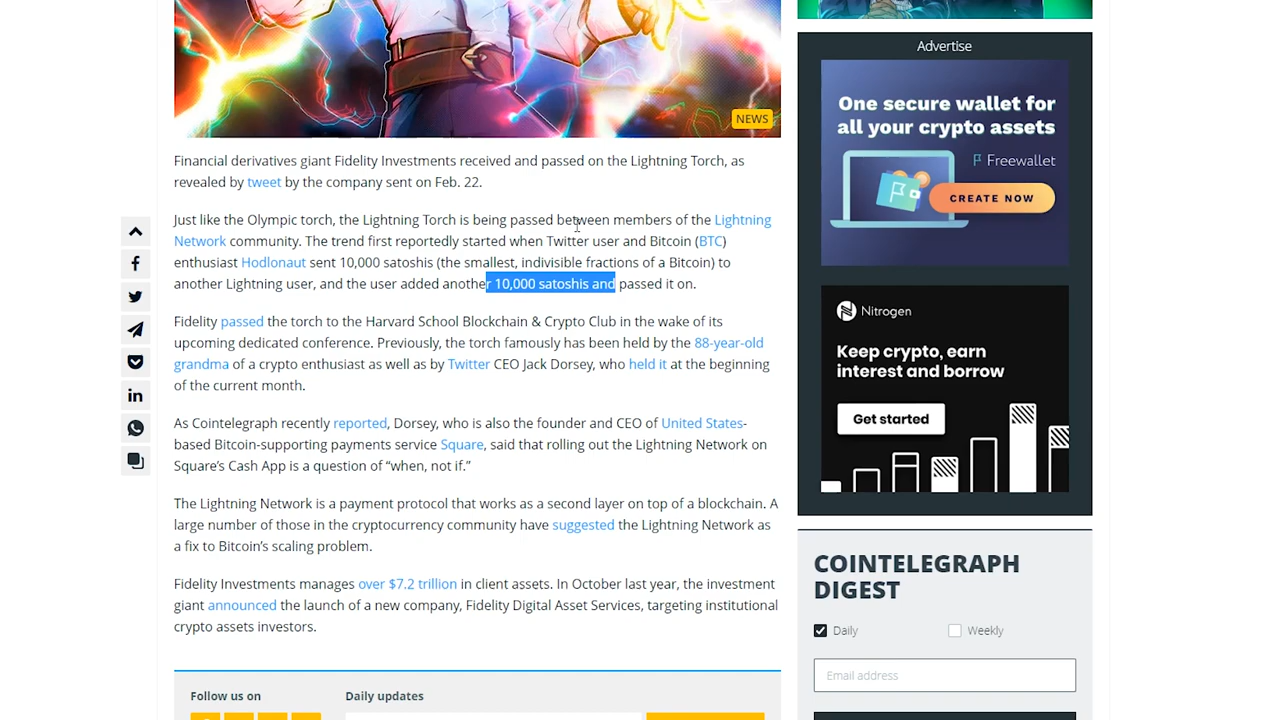 NEWS
Financial derivatives giant Fidelity Investments received and passed on the Lightning Torch, as
revealed by tweet by the company sent on Feb. 22.
Just like the Olympic torch, the Lightning Torch is being passed between members of the Lightning
Network community. The trend first reportedly started when Twitter user and Bitcoin (BTC)
enthusiast Hodlonaut sent 10,000 satoshis (the smallest, indivisible fractions of a Bitcoin) to
another Lightning user, and the user added another 10,000 satoshis and passed it on.
Fidelity passed the torch to the Harvard School Blockchain & Crypto Club in the wake of its
upcoming dedicated conference. Previously, the torch famously has been held by the 88-year-old
grandma of a crypto enthusiast as well as by Twitter CEO Jack Dorsey, who held it at the beginning
of the current month.
As Cointelegraph recently reported, Dorsey, who is also the founder and CEO of United States-
based Bitcoin-supporting payments service Square, said that rolling out the Lightning Network on
Square’s Cash App is a question of “when, not if.”
The Lightning Network is a payment protocol that works as a second layer on top of a blockchain. A
large number of those in the cryptocurrency community have suggested the Lightning Network as
a fix to Bitcoin’s scaling problem.
Fidelity Investments manages over $7.2 trillion in client assets. In October last year, the investment
giant announced the launch of a new company, Fidelity Digital Asset Services, targeting institutional
crypto assets investors.
Follow us on
Daily updates
Advertise
One secure wallet for
all your crypto assets
Freewallet
CREATE NOW
Nitrogen
Keep crypto, earn
interest and borrow
Get started
COINTELEGRAPH
DIGEST
Daily
Weekly
Email address